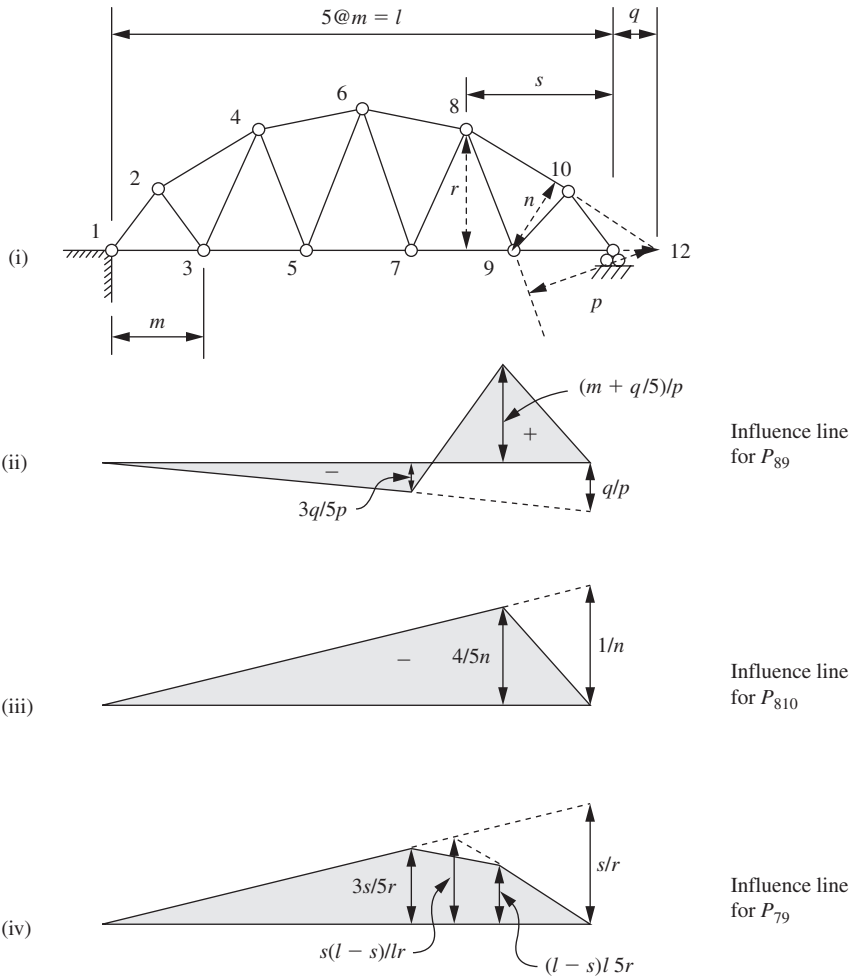 5@m = l
q
s
6
8
4
10
2
r
n
1
(i)
12
3
5
7
9
p
m
(m + q/5)/p
+
Influence line
for P89
(ii)
−
q/p
3q/5p
1/n
−
4/5n
Influence line
for P810
(iii)
s/r
3s/5r
Influence line
for P79
(iv)
s(l − s)/lr
(l − s)l 5r